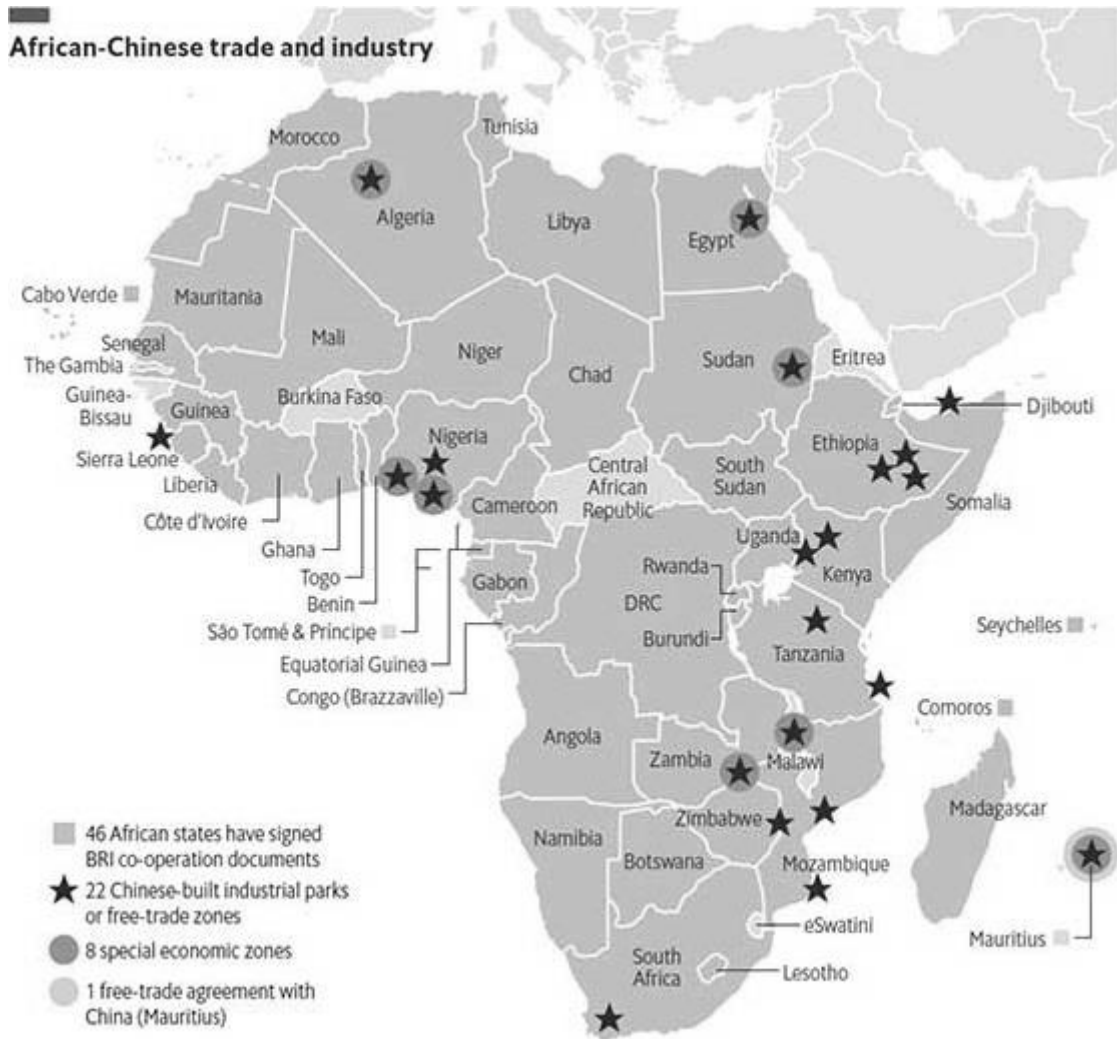 African-Chinese trade and industry
Tunisia
Morocco
Algeria
Libya
Egypt
Cabo Verde
Mauritania
Mali
Niger
Chad
Sudan
Eritrea
Senegal
The Gambia
Guinea-
Bissau
Guinea
Burkina Faso
Djibouti
Sierra Leone
Nigeria
Ethiopia
Liberia
Central
African
Republic
South
Sudan
Cameroon
Somalia
Côte d'Ivoire
Ghana
Togo
Benin
Uganda
Kenya
Gabon
Rwanda
DRC
São Tomé & Principe
Burundi
Seychelles
Equatorial Guinea
Tanzania
Congo (Brazzaville)
Comoros
Angola
Zambia
Malawi
Madagascar
Zimbabwe
Namibia
Botswana
Mozambique
eSwatini
Mauritius
South
Africa
Lesotho
46 African states have signed
BRI co-operation documents
22 Chinese-built industrial parks
or free-trade zones
8 special economic zones
1 free-trade agreement with
China (Mauritius)